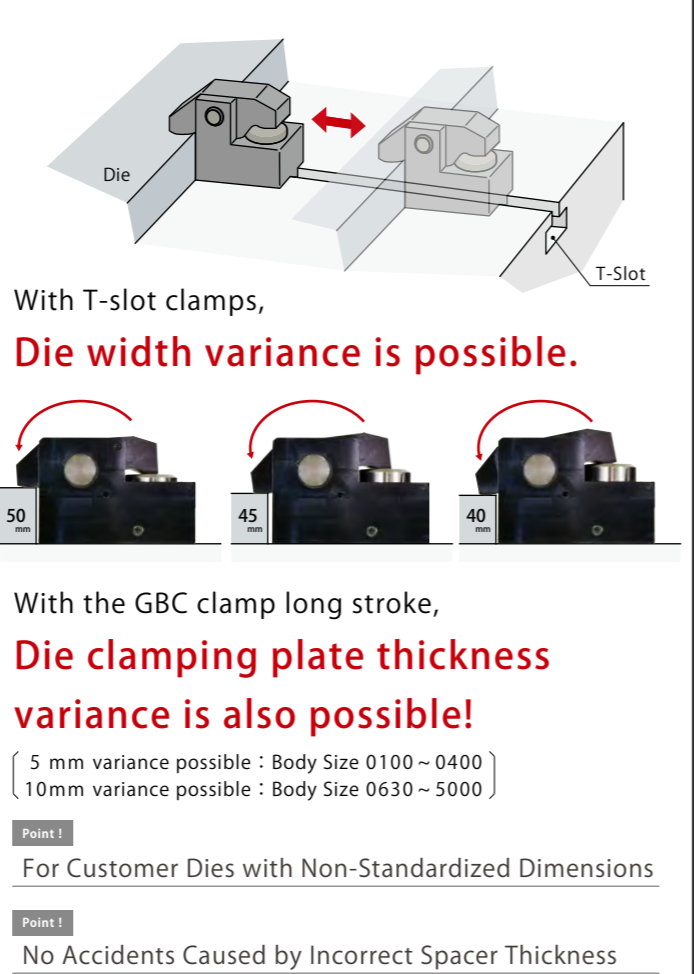 Die
T-Slot
With T-slot clamps,
Die width variance is possible.
50
mm
45
mm
40
mm
With the GBC clamp long stroke,
Die clamping plate thickness
variance is also possible!
5 mm variance possible：Body Size 0100～0400
10mm variance possible：Body Size 0630～5000
Point !
For Customer Dies with Non-Standardized Dimensions
Point !
No Accidents Caused by Incorrect Spacer Thickness